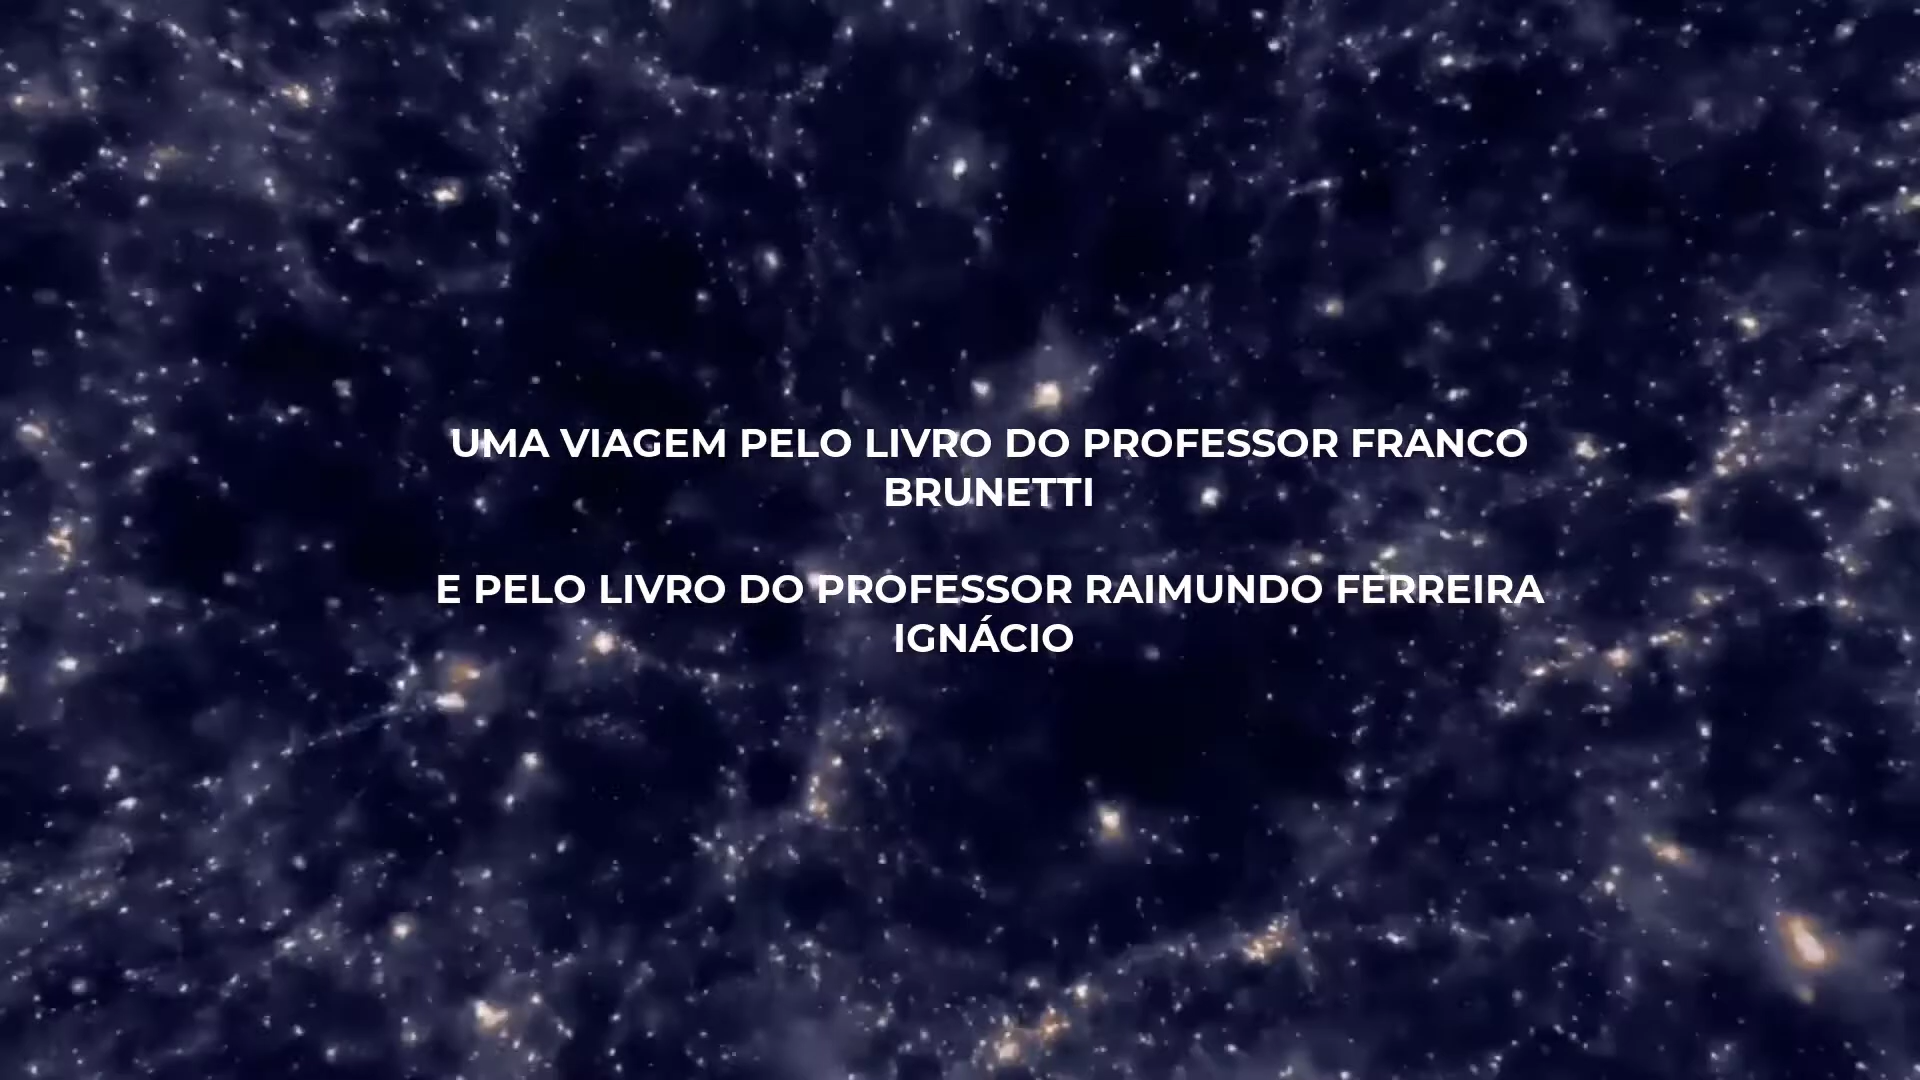 UMA VIAGEM PELO LIVRO DO PROFESSOR FRANCO
BRUNETTI
E PELO LIVRO DO PROFESSOR RAIMUNDO FERREIRA
IGNÁCIO